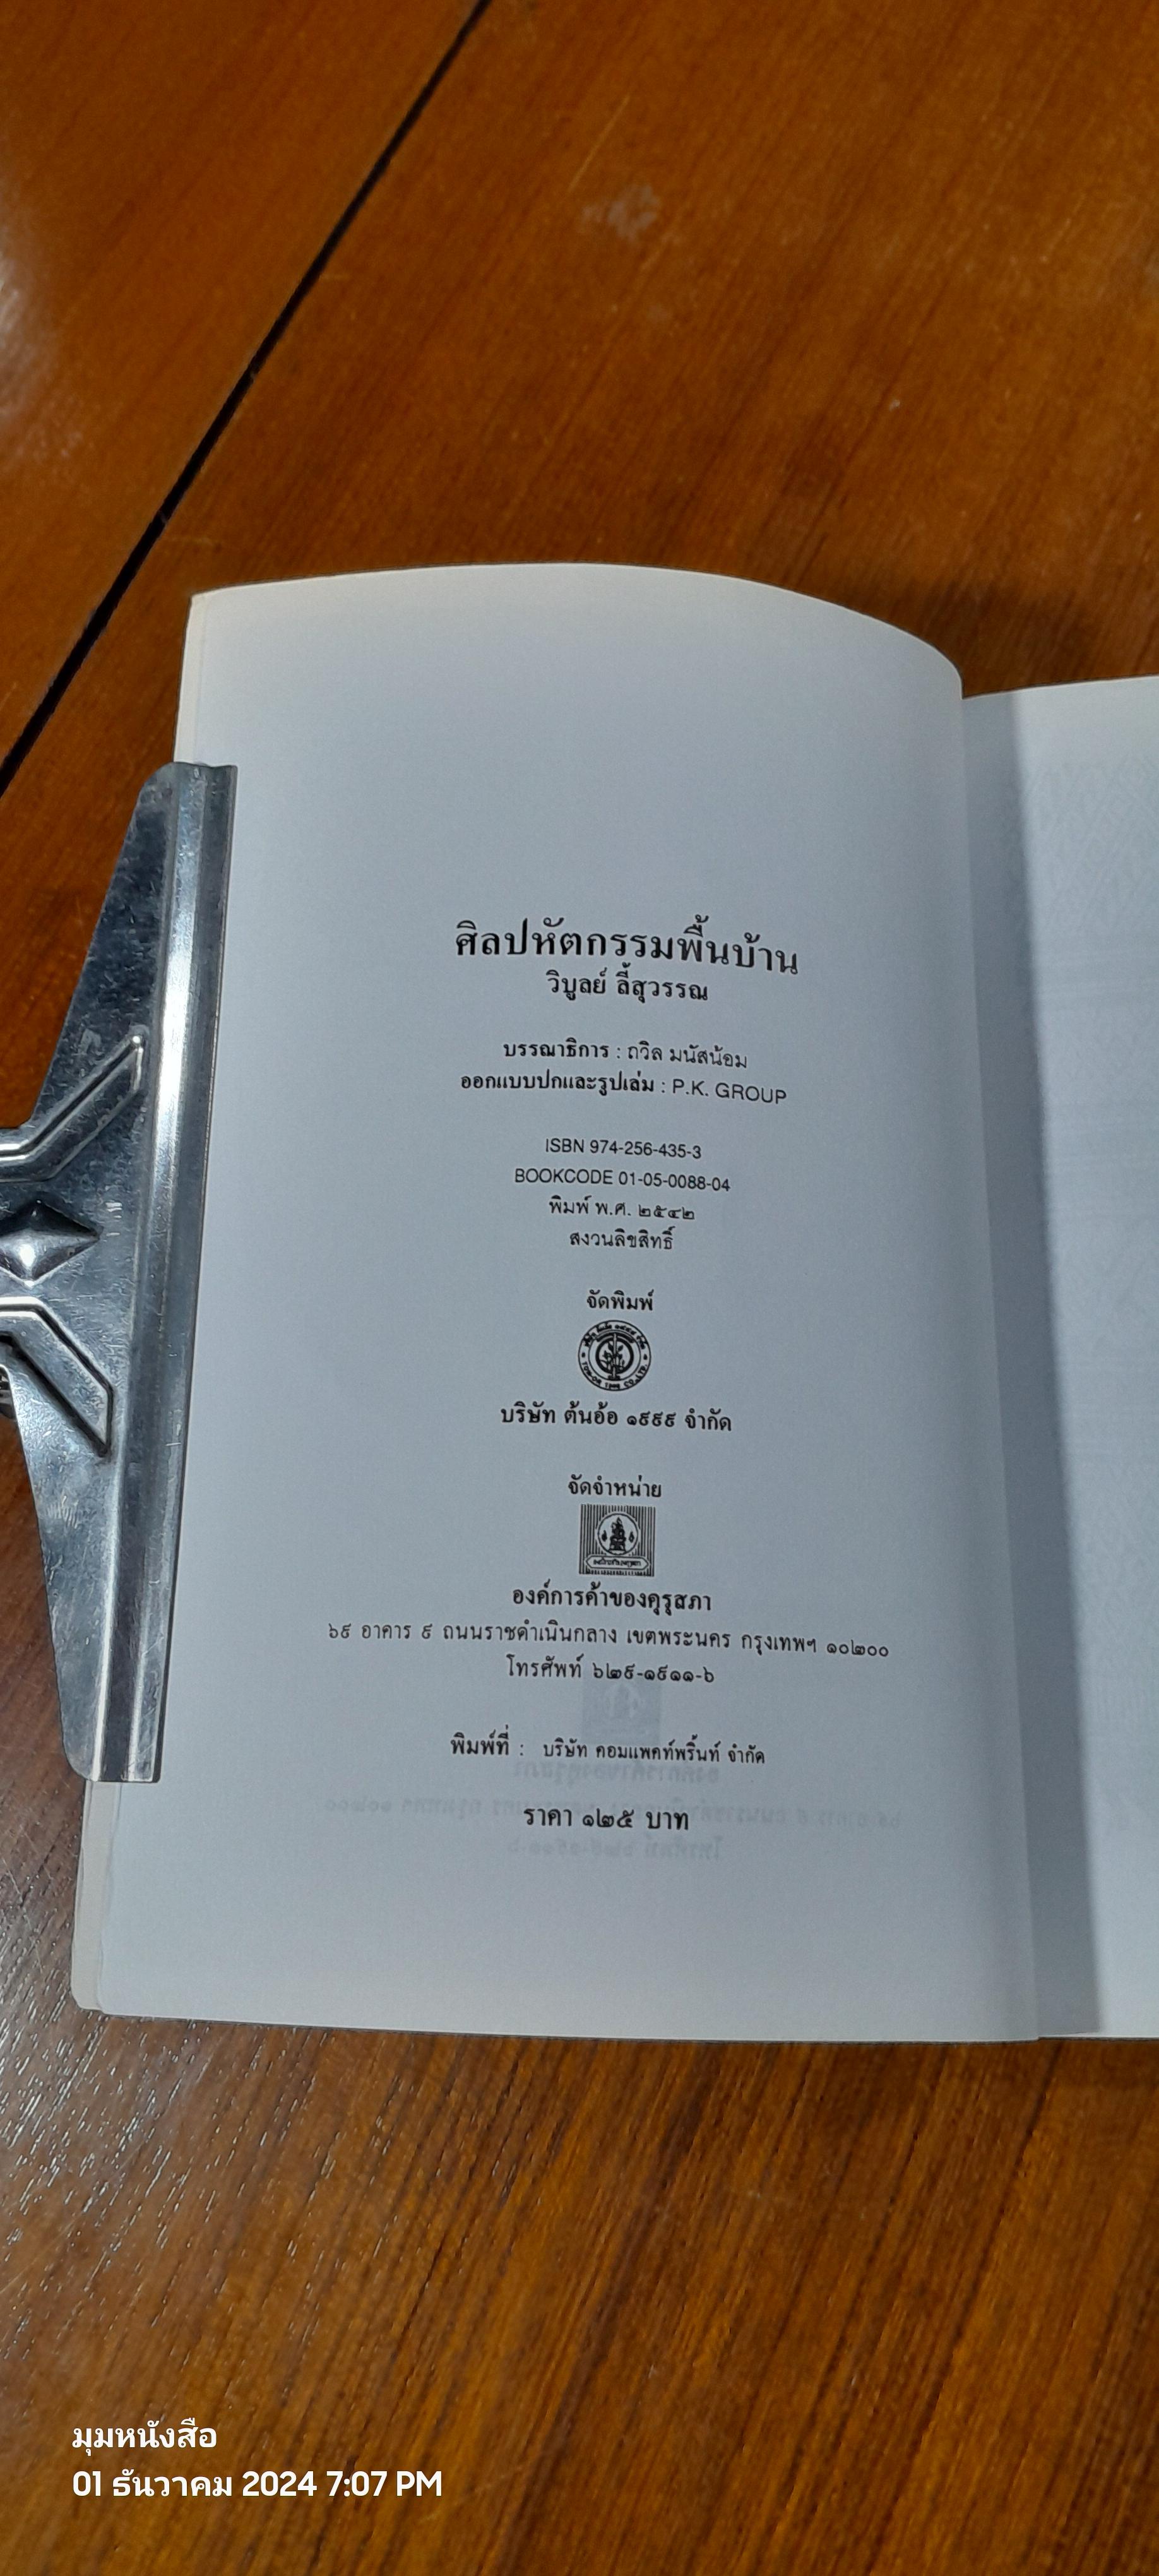 ศิลปหัตกรรมพื้นบ้าน
วิบูลย์ ลี้สุวรรณ
บรรณาธิการ : ถวิล มนัสน้อม
ออกแบบปกและรูปเล่ม : P.K. GROUP
ISBN 974-256-435-3
BOOKCODE 01-05-0088-04
พิมพ์ พ.ศ. ๒๕๔๒
สงวนลิขสิทธิ์
จัดพิมพ์
บริษัท ต้นอ้อ ๑๙๙๙ จำกัด
จัดจำหน่าย
องค์การค้าของคุรุสภา
๖๙ อาคาร ๙ ถนนราชดำเนินกลาง เขตพระนคร กรุงเทพฯ ๑๐๒๐๐
โทรศัพท์ ๖๒๙-๑๙๑๑-๖
พิมพ์ที่ : บริษัท คอมแพคท์พริ้นท์ จำกัด
ราคา ๑๒๕ บาท
มุมหนังสือ
01 ธันวาคม 2024 7:07 PM